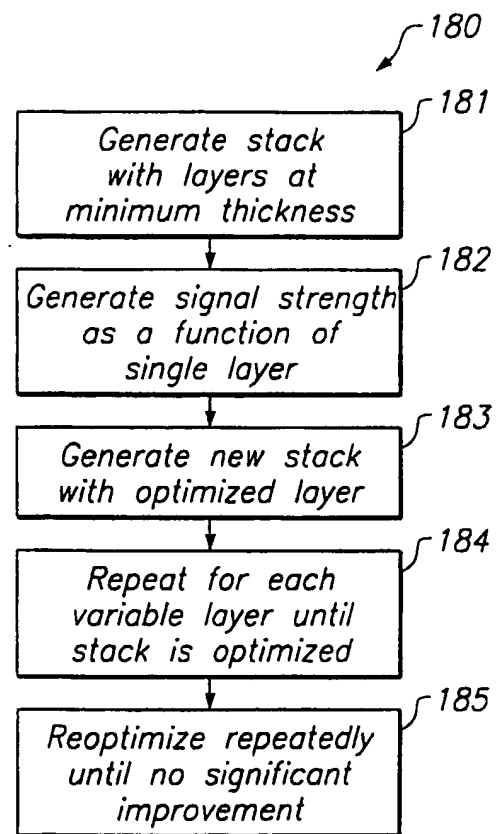 180
181
Generate stack
with layers at
minimum thickness
182
Generate signal strength
as a function of
single layer
183
Generate new stack
with optimized layer
184
Repeat for each
variable layer until
stack is optimized
185
Reoptimize repeatedly
until no significant
improvement